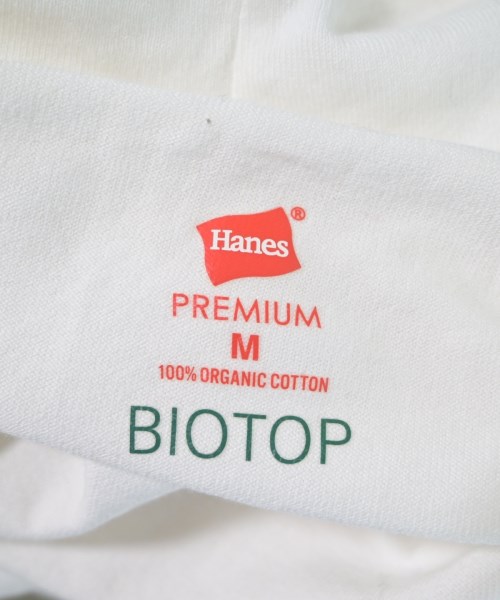 Hanes®
PREMIUM
M
100% ORGANIC COTTON
BIOTOP